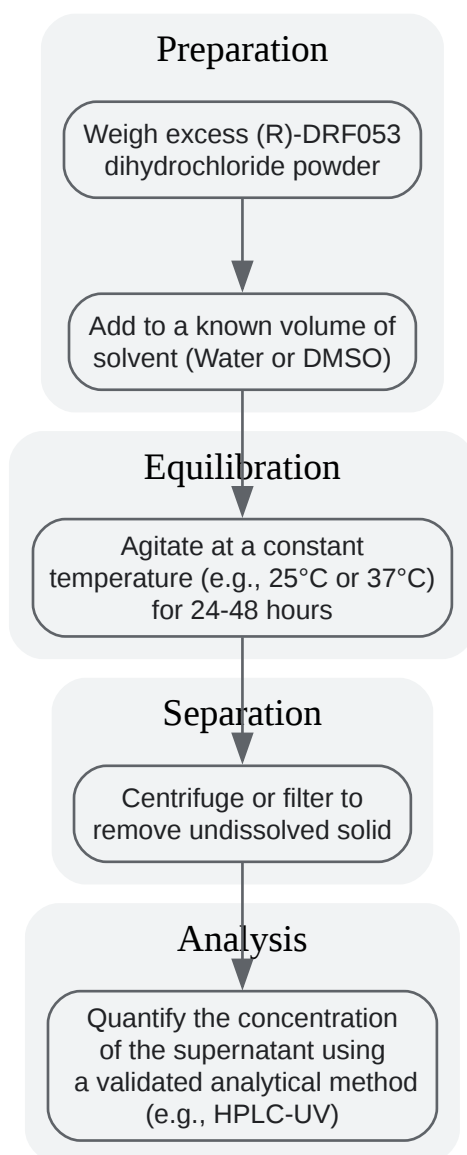 Preparation
Weigh excess (R)-DRF053
dihydrochloride powder
Add to a known volume of
solvent (Water or DMSO)
Equilibration
Agitate at a constant
temperature (e.g., 25°C or 37°C)
for 24-48 hours
Separation
Centrifuge or filter to
remove undissolved solid
Analysis
Quantify the concentration
of the supernatant using
a validated analytical method
(e.g., HPLC-UV)